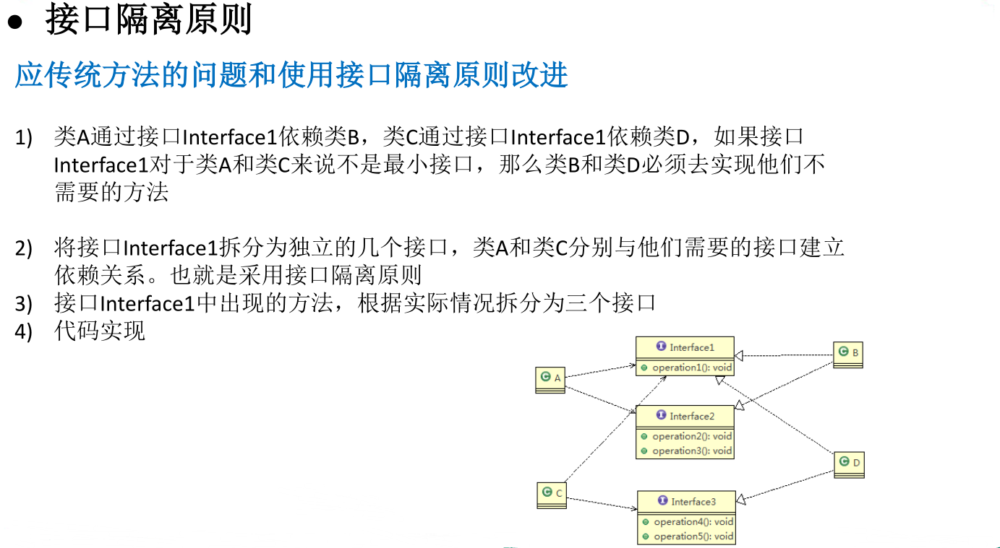 ● 接口隔离原则
应传统方法的问题和使用接口隔离原则改进
1) 类A通过接口Interface1依赖类B，类C通过接口Interface1依赖类D，如果接口
Interface1对于类A和类C来说不是最小接口，那么类B和类D必须去实现他们不
需要的方法
2) 将接口Interface1拆分为独立的几个接口，类A和类C分别与他们需要的接口建立
依赖关系。也就是采用接口隔离原则
3) 接口Interface1中出现的方法，根据实际情况拆分为三个接口
4) 代码实现
I Interface1
operation1(): void
C B
C A
I Interface2
operation2(): void
operation3(): void
C D
C C
I Interface3
operation4(): void
operation5(): void